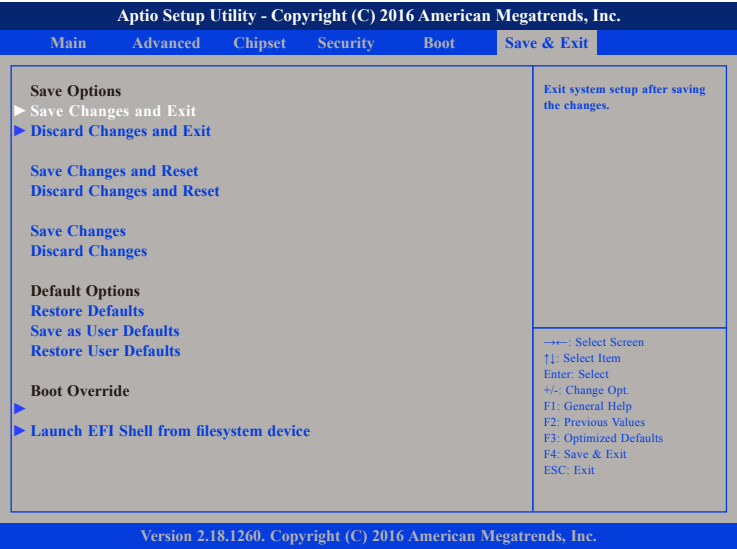 Aptio Setup Utility - Copyright (C) 2016 American Megatrends, Inc.
Main Advanced Chipset Security Boot Save & Exit
Save Options
▶ Save Changes and Exit
▶ Discard Changes and Exit
Save Changes and Reset
Discard Changes and Reset
Save Changes
Discard Changes
Default Options
Restore Defaults
Save as User Defaults
Restore User Defaults
Boot Override
▶
▶ Launch EFI Shell from filesystem device
Exit system setup after saving
the changes.
→←: Select Screen
↑↓: Select Item
Enter: Select
+/-: Change Opt.
F1: General Help
F2: Previous Values
F3: Optimized Defaults
F4: Save & Exit
ESC: Exit
Version 2.18.1260. Copyright (C) 2016 American Megatrends, Inc.